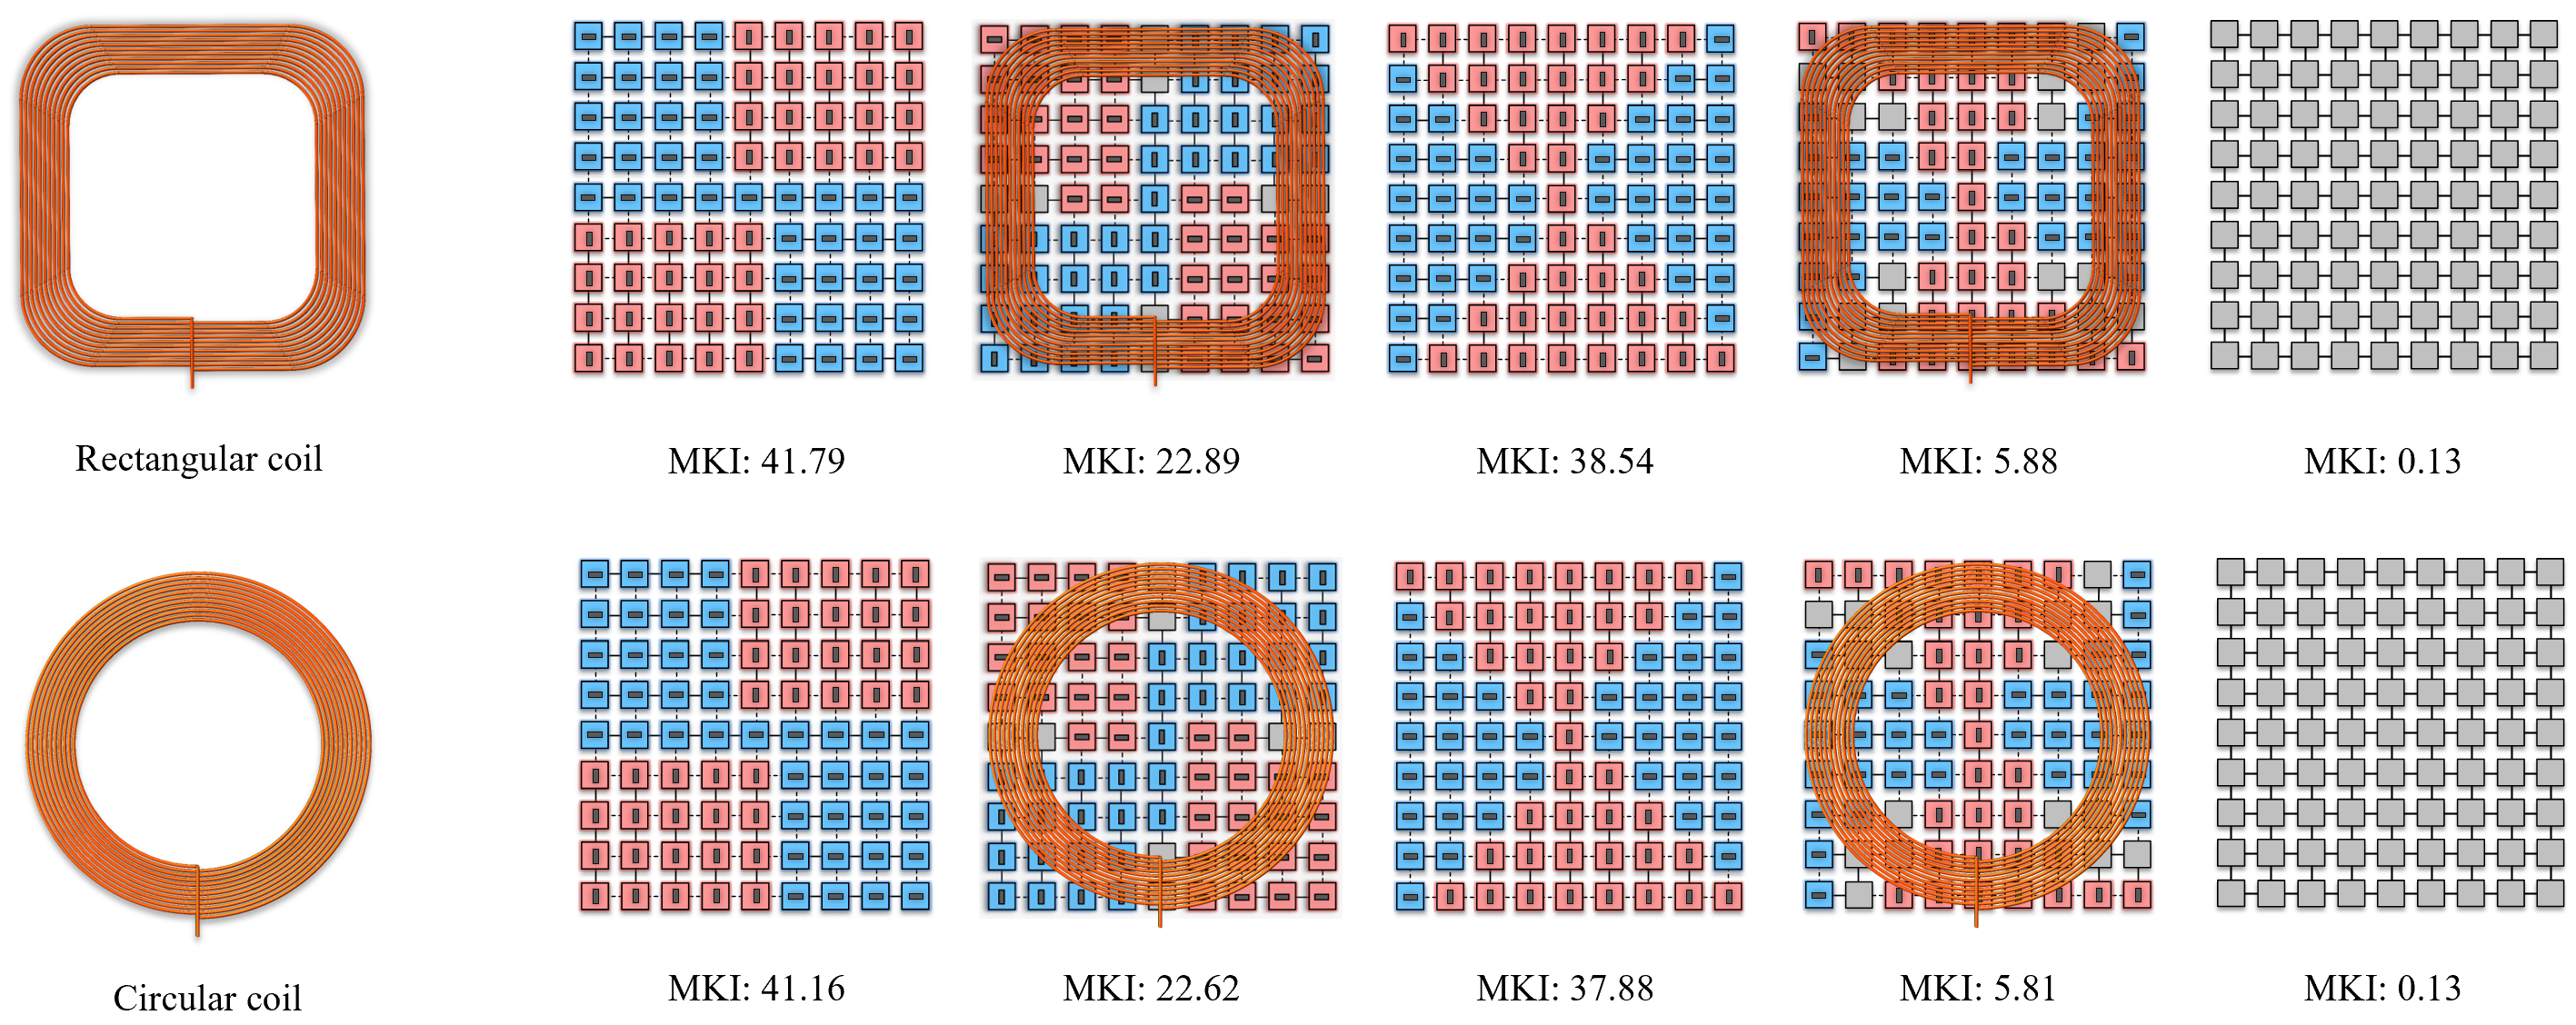 Rectangular coil
MKI: 41.79
MKI: 22.89
MKI: 38.54
MKI: 5.88
MKI: 0.13
Circular coil
MKI: 41.16
MKI: 22.62
MKI: 37.88
MKI: 5.81
MKI: 0.13